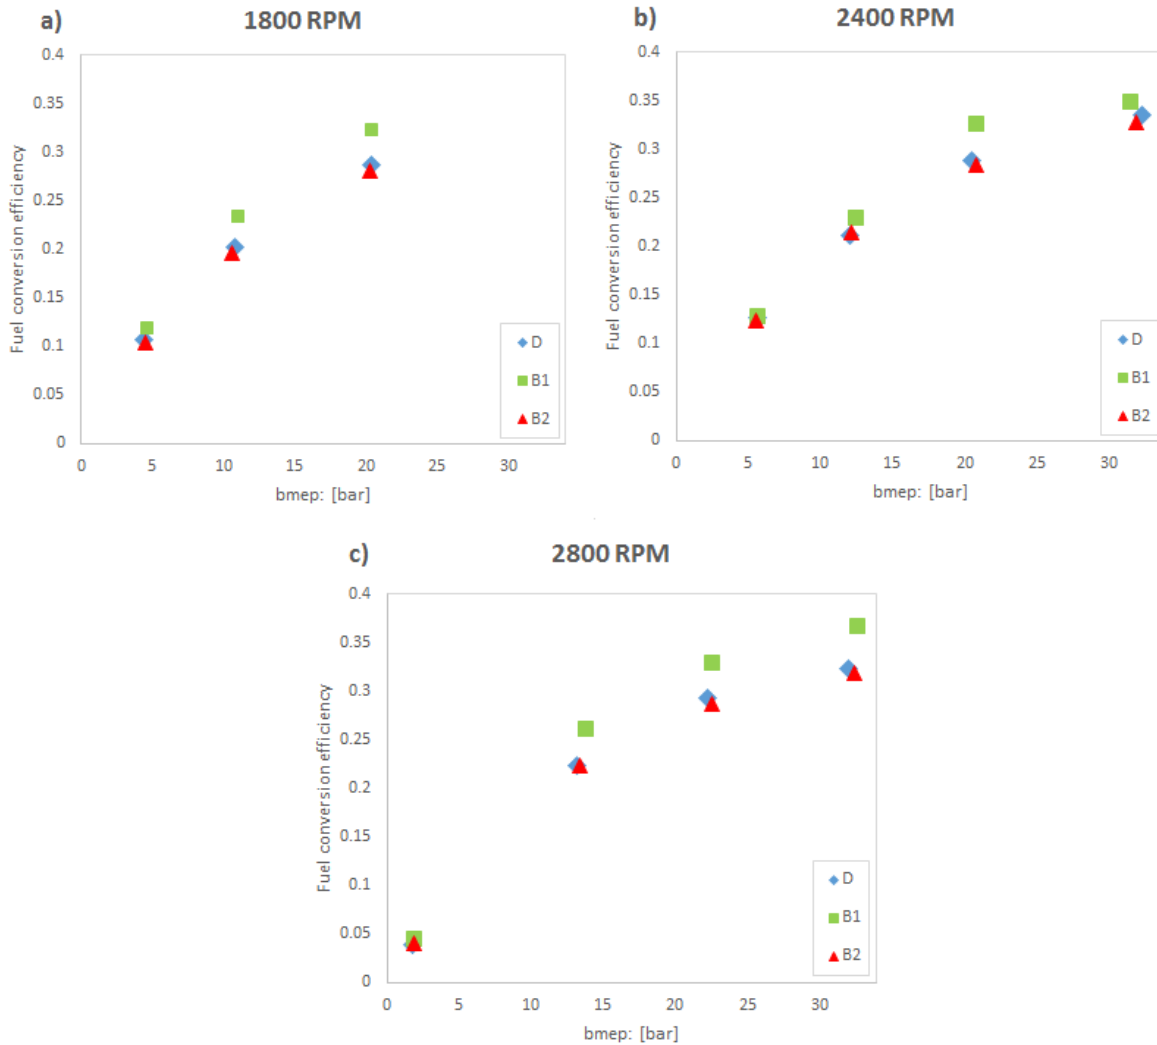 a) 1800 RPM
Fuel conversion efficiency
0.4
0.35
0.3
0.25
0.2
0.15
0.1
0.05
0
0 5 10 15 20 25 30
bmep: [bar]
D
B1
B2
b) 2400 RPM
Fuel conversion efficiency
0.4
0.35
0.3
0.25
0.2
0.15
0.1
0.05
0
0 5 10 15 20 25 30
bmep: [bar]
D
B1
B2
c) 2800 RPM
Fuel conversion efficiency
0.4
0.35
0.3
0.25
0.2
0.15
0.1
0.05
0
0 5 10 15 20 25 30
bmep: [bar]
D
B1
B2